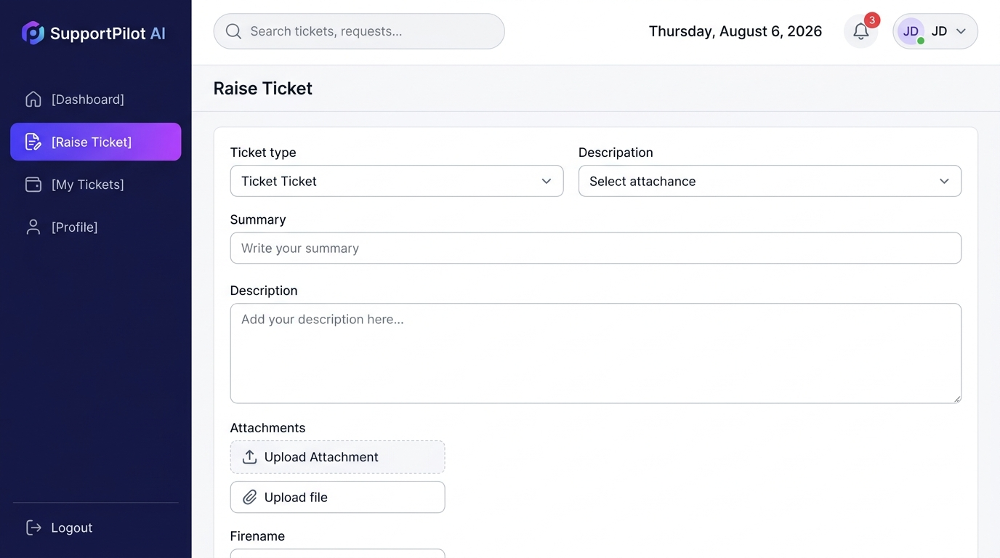 SupportPilot AI
Search tickets, requests...
Thursday, August 6, 2026
3
JD
JD
[Dashboard]
[Raise Ticket]
[My Tickets]
[Profile]
Logout
Raise Ticket
Ticket type
Ticket Ticket
Descripation
Select attachance
Summary
Write your summary
Description
Add your description here...
Attachments
Upload Attachment
Upload file
Firename